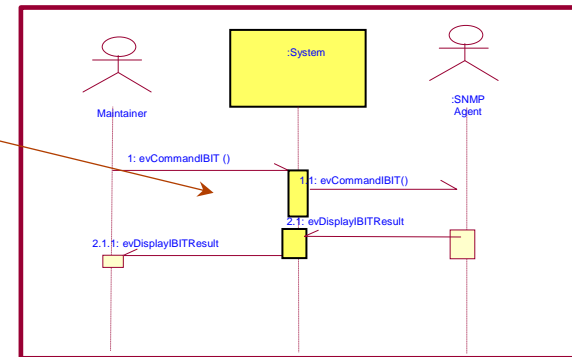 :System
Maintainer
:SNMP
Agent
1: evCommandIBIT ()
1.1: evCommandIBIT()
2.1: evDisplayIBITResult
2.1.1: evDisplayIBITResult